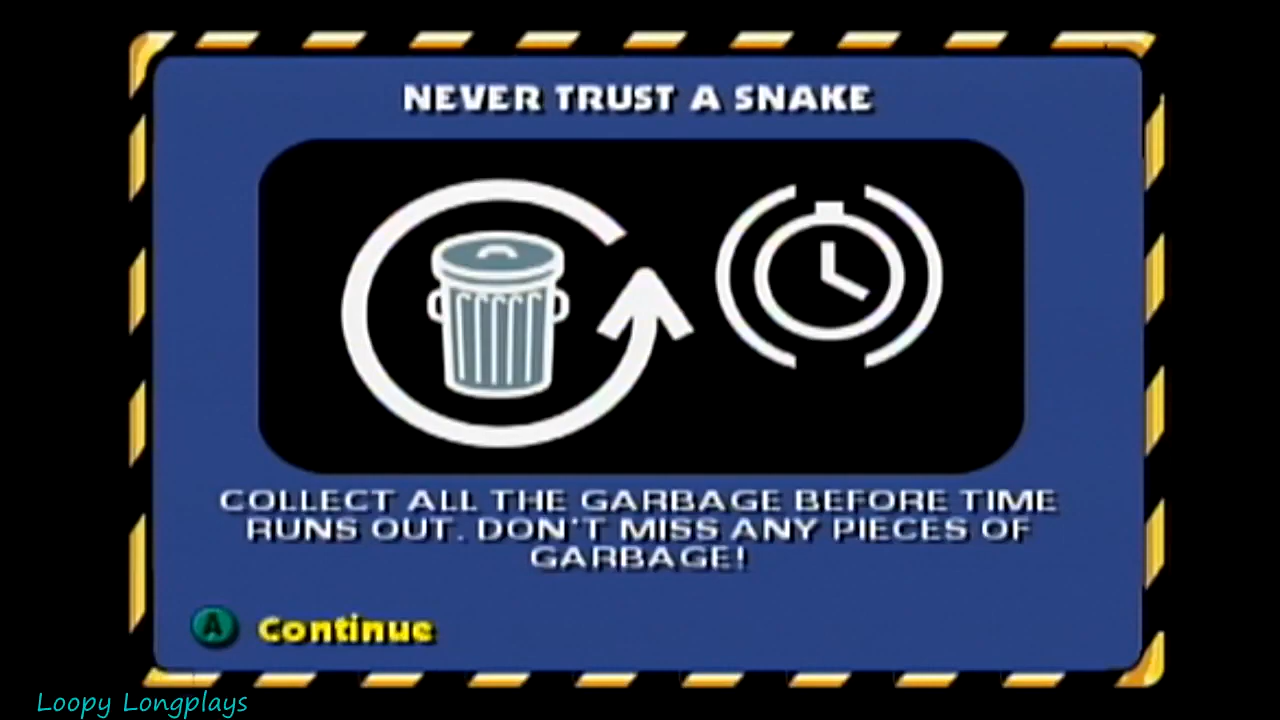 NEVER TRUST A SNAKE
COLLECT ALL THE GARBAGE BEFORE TIME
RUNS OUT. DON'T MISS ANY PIECES OF
GARBAGE!
A Continue
Loopy Longplays